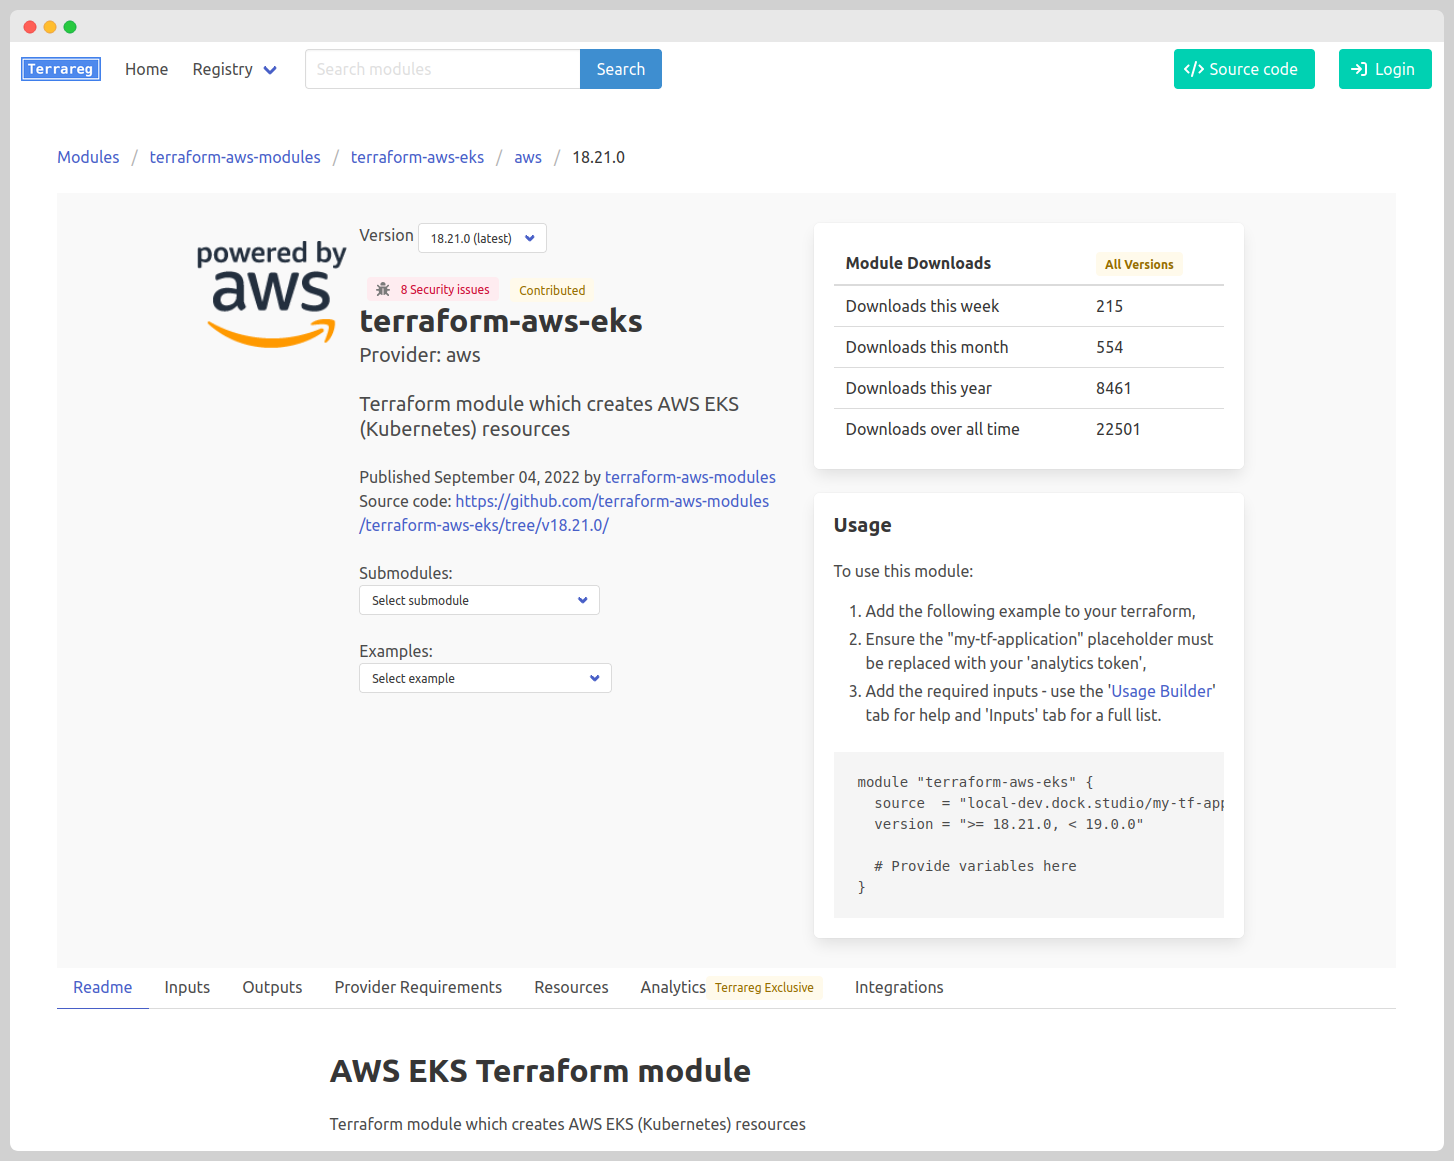 Terrareg
Home
Registry
Search modules
Search
Source code
Login
Modules / terraform-aws-modules / terraform-aws-eks / aws / 18.21.0
powered by
aws
Version 18.21.0 (latest)
8 Security issues
Contributed
terraform-aws-eks
Provider: aws
Terraform module which creates AWS EKS
(Kubernetes) resources
Published September 04, 2022 by terraform-aws-modules
Source code: https://github.com/terraform-aws-modules
/terraform-aws-eks/tree/v18.21.0/
Submodules:
Select submodule
Examples:
Select example
Module Downloads All Versions
Downloads this week 215
Downloads this month 554
Downloads this year 8461
Downloads over all time 22501
Usage
To use this module:
1. Add the following example to your terraform,
2. Ensure the "my-tf-application" placeholder must
be replaced with your 'analytics token',
3. Add the required inputs - use the 'Usage Builder'
tab for help and 'Inputs' tab for a full list.
module "terraform-aws-eks" {
source = "local-dev.dock.studio/my-tf-app
version = ">= 18.21.0, < 19.0.0"
# Provide variables here
}
Readme
Inputs
Outputs
Provider Requirements
Resources
Analytics Terrareg Exclusive
Integrations
AWS EKS Terraform module
Terraform module which creates AWS EKS (Kubernetes) resources